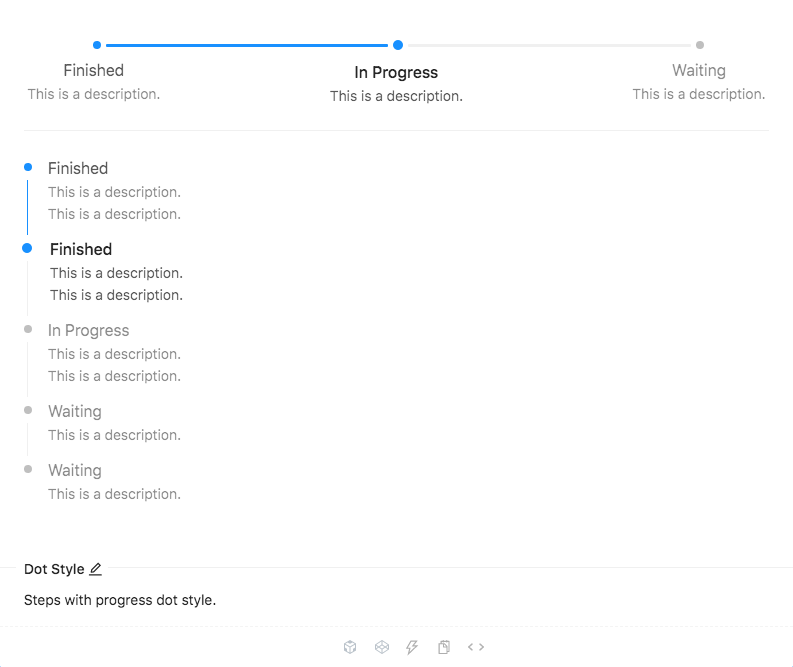 Finished
In Progress
Waiting
This is a description.
This is a description.
This is a description.
Finished
This is a description.
This is a description.
Finished
This is a description.
This is a description.
In Progress
This is a description.
This is a description.
Waiting
This is a description.
Waiting
This is a description.
Dot Style
Steps with progress dot style.